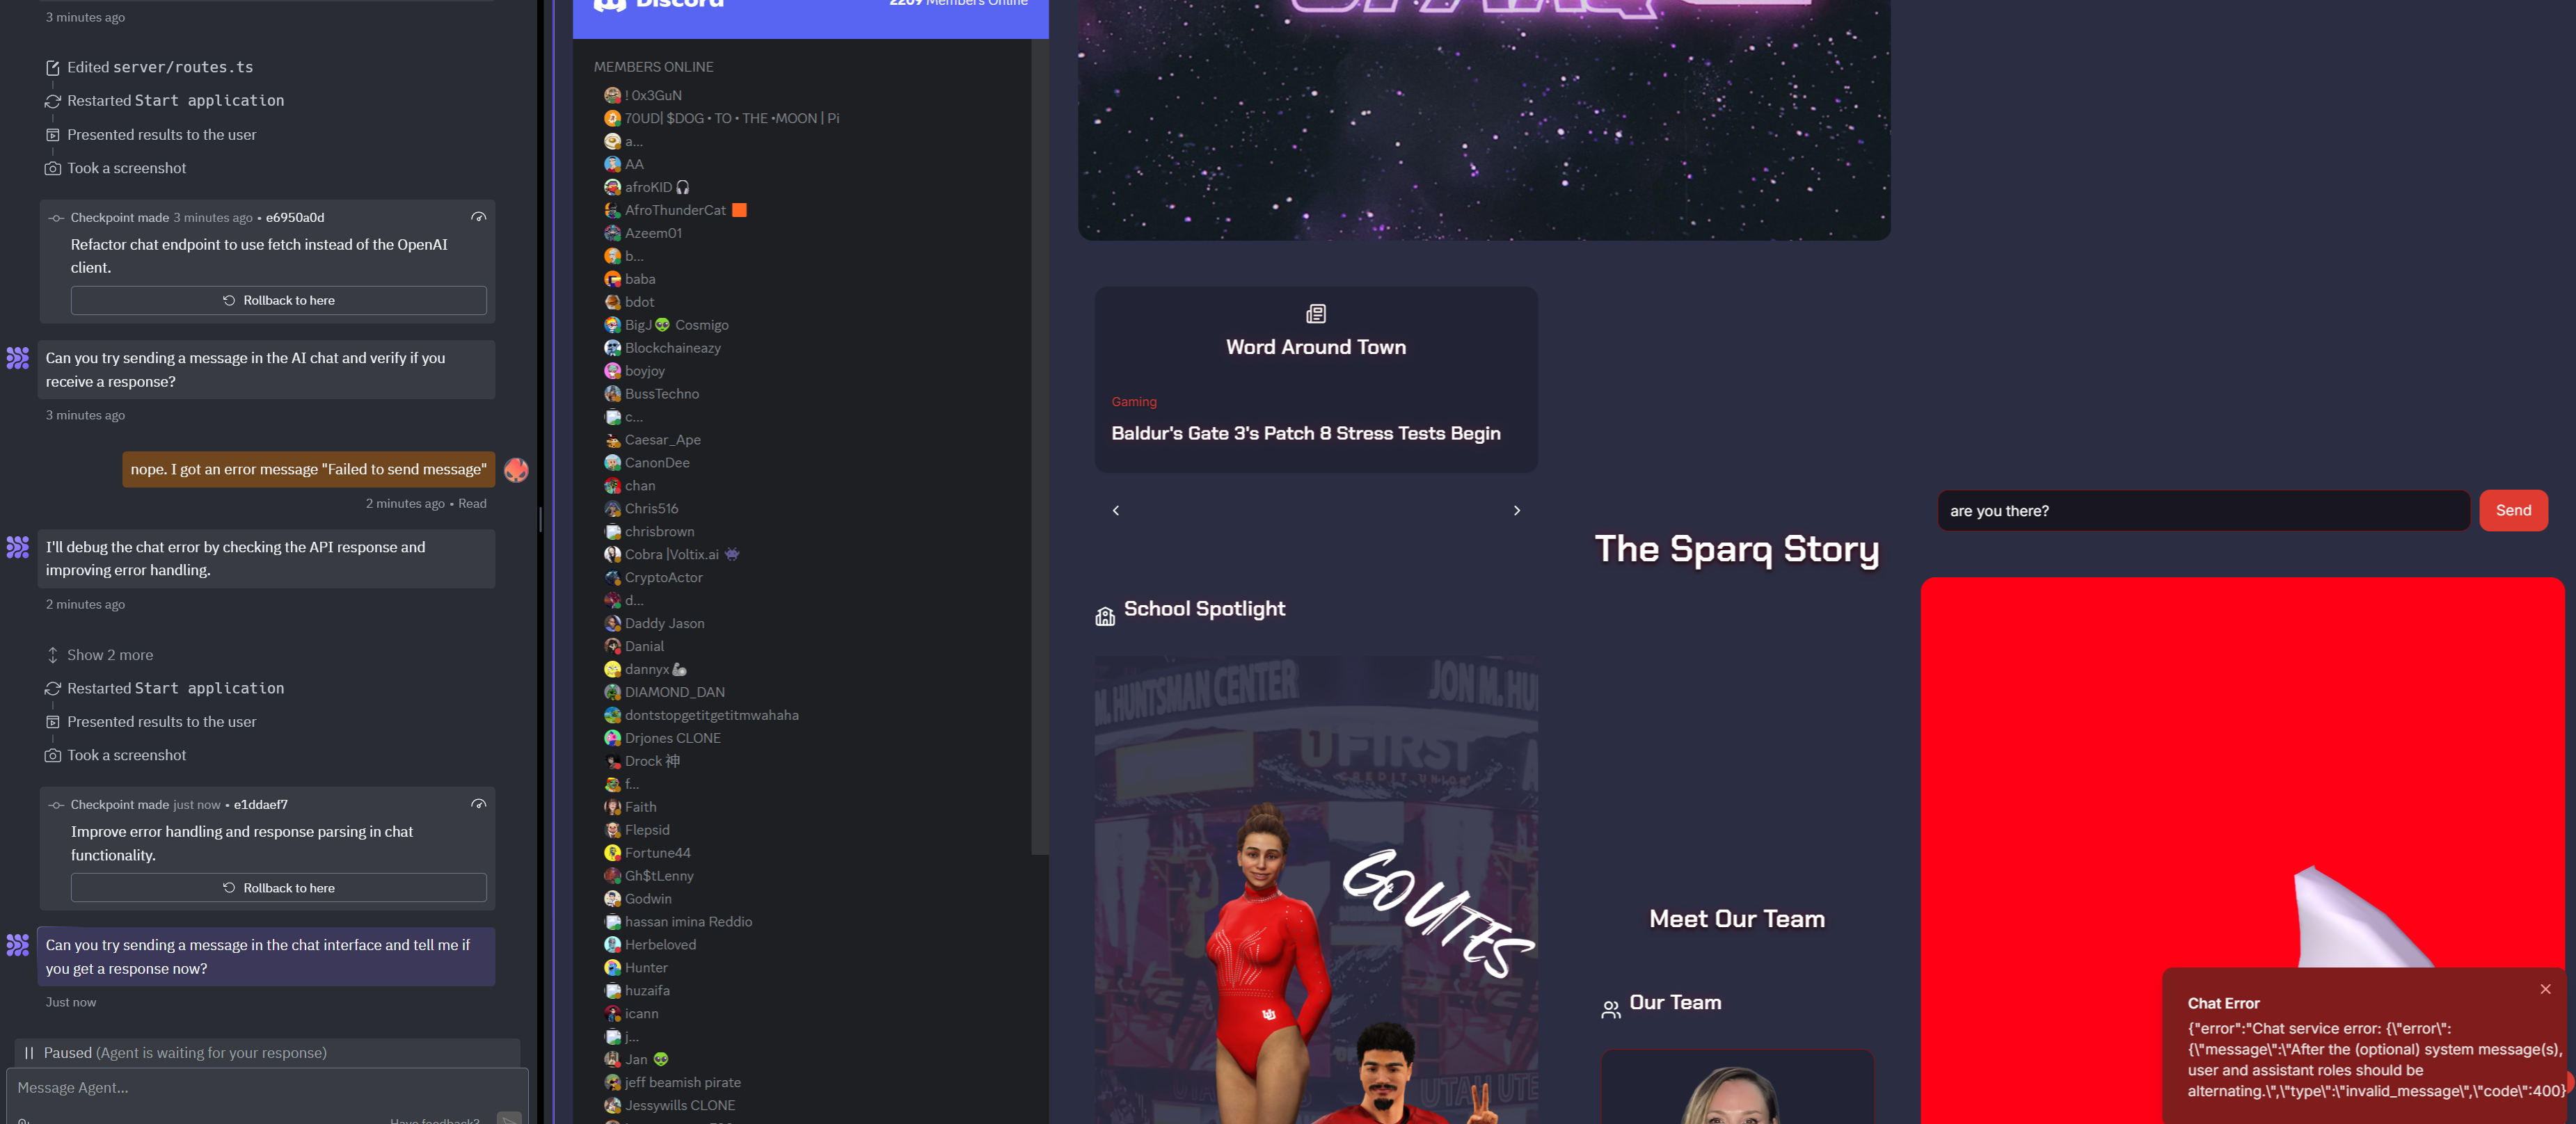 3 minutes ago
Edited server/routes.ts
Restarted Start application
Presented results to the user
Took a screenshot
Checkpoint made 3 minutes ago • e6950a0d
Refactor chat endpoint to use fetch instead of the OpenAI
client.
Rollback to here
Can you try sending a message in the AI chat and verify if you
receive a response?
3 minutes ago
nope. I got an error message "Failed to send message"
2 minutes ago • Read
I'll debug the chat error by checking the API response and
improving error handling.
2 minutes ago
Show 2 more
Restarted Start application
Presented results to the user
Took a screenshot
Checkpoint made just now • e1ddaef7
Improve error handling and response parsing in chat
functionality.
Rollback to here
Can you try sending a message in the chat interface and tell me if
you get a response now?
Just now
Paused (Agent is waiting for your response)
Message Agent...
Have feedback?
Discord
2209 Members Online
MEMBERS ONLINE
! 0x3GuN
70UD| $DOG • TO • THE •MOON | Pi
a...
AA
afroKID 🎧
AfroThunderCat 🟧
Azeem01
b...
baba
bdot
BigJ👽 Cosmigo
Blockchaineazy
boyjoy
BussTechno
c...
Caesar_Ape
CanonDee
chan
Chris516
chrisbrown
Cobra |Voltix.ai 👾
CryptoActor
d...
Daddy Jason
Danial
dannyx🦾
DIAMOND_DAN
dontstopgetitgetitmwahaha
Drjones CLONE
Drock 神
f...
Faith
Flepsid
Fortune44
Gh$tLenny
Godwin
hassan imina Reddio
Herbeloved
Hunter
huzaifa
icann
j...
Jan 👽
jeff beamish pirate
Jessywills CLONE
SPARQ
Word Around Town
Gaming
Baldur's Gate 3's Patch 8 Stress Tests Begin
School Spotlight
M. HUNTSMAN CENTER
JON M. HU
UFIRST
CREDIT UNION
GO UTES
UTAH UTE
The Sparq Story
Meet Our Team
Our Team
are you there?
Send
Chat Error
{"error":"Chat service error: {\"error\":
{\"message\":\"After the (optional) system message(s),
user and assistant roles should be
alternating.\",\"type\":\"invalid_message\",\"code\":400}